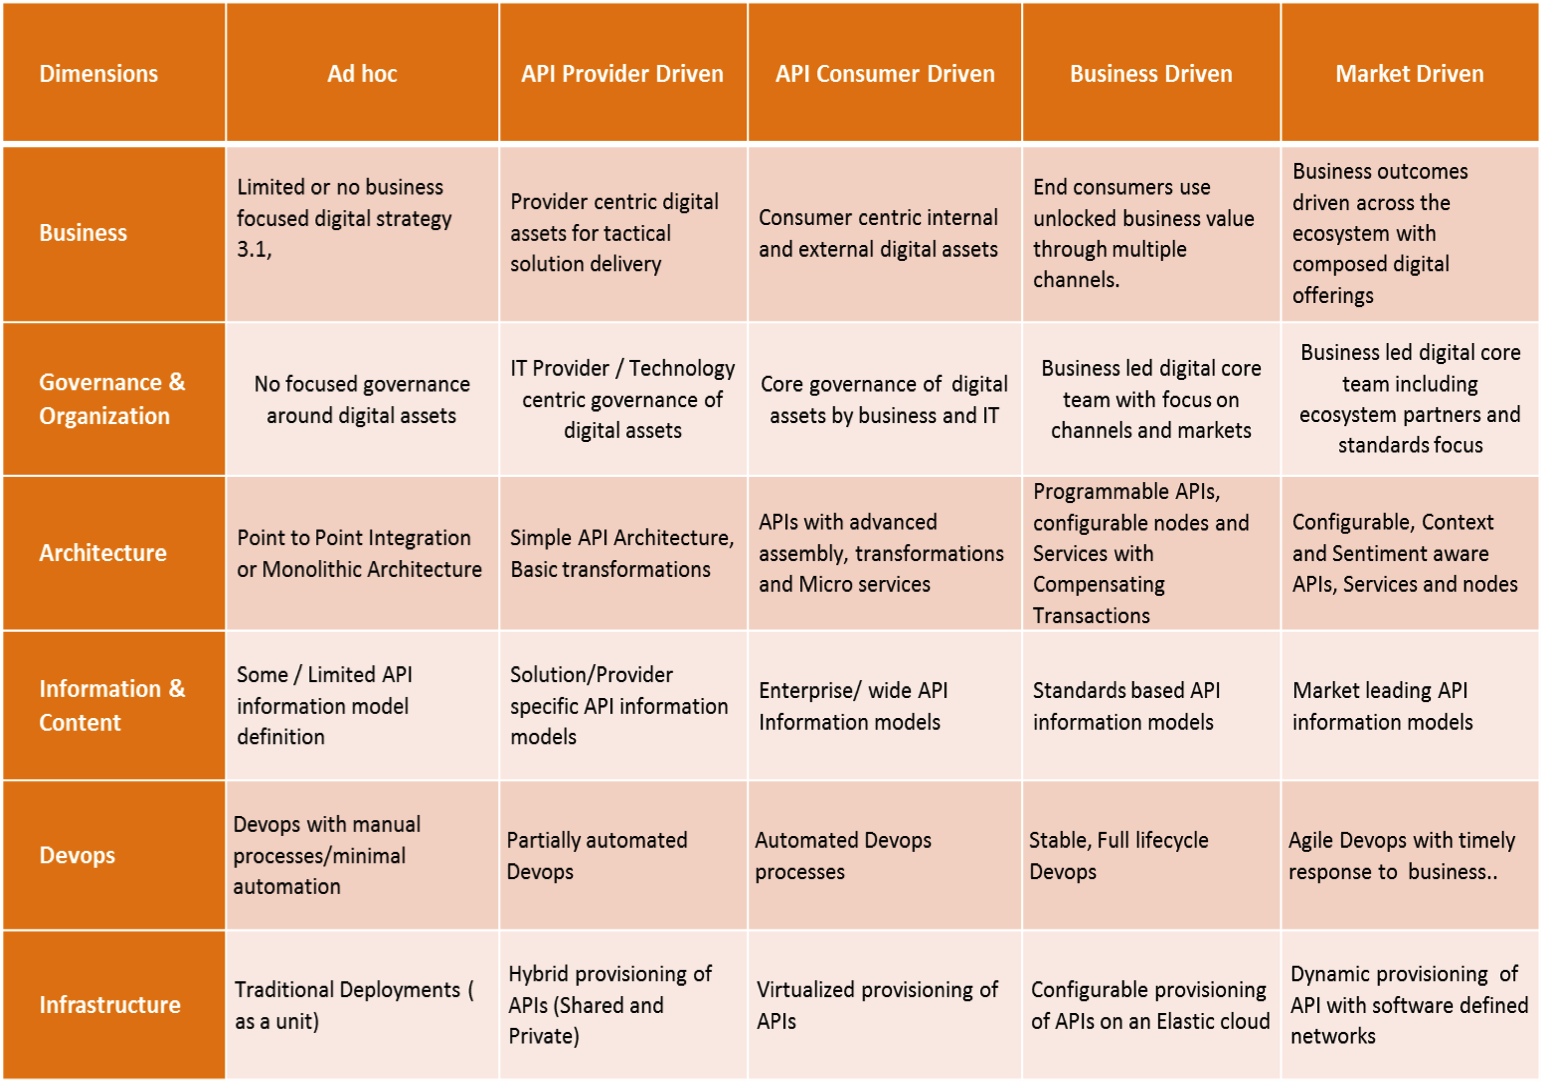 Dimensions
Ad hoc
API Provider Driven
API Consumer Driven
Business Driven
Market Driven
Business
Limited or no business
focused digital strategy
3.1,
Provider centric digital
assets for tactical
solution delivery
Consumer centric internal
and external digital assets
End consumers use
unlocked business value
through multiple
channels.
Business outcomes
driven across the
ecosystem with
composed digital
offerings
Governance &
Organization
No focused governance
around digital assets
IT Provider / Technology
centric governance of
digital assets
Core governance of digital
assets by business and IT
Business led digital core
team with focus on
channels and markets
Business led digital core
team including
ecosystem partners and
standards focus
Architecture
Point to Point Integration
or Monolithic Architecture
Simple API Architecture,
Basic transformations
APIs with advanced
assembly, transformations
and Micro services
Programmable APIs,
configurable nodes and
Services with
Compensating
Transactions
Configurable, Context
and Sentiment aware
APIs, Services and nodes
Information &
Content
Some / Limited API
information model
definition
Solution/Provider
specific API information
models
Enterprise/ wide API
Information models
Standards based API
information models
Market leading API
information models
Devops
Devops with manual
processes/minimal
automation
Partially automated
Devops
Automated Devops
processes
Stable, Full lifecycle
Devops
Agile Devops with timely
response to business..
Infrastructure
Traditional Deployments (
as a unit)
Hybrid provisioning of
APIs (Shared and
Private)
Virtualized provisioning of
APIs
Configurable provisioning
of APIs on an Elastic cloud
Dynamic provisioning of
API with software defined
networks